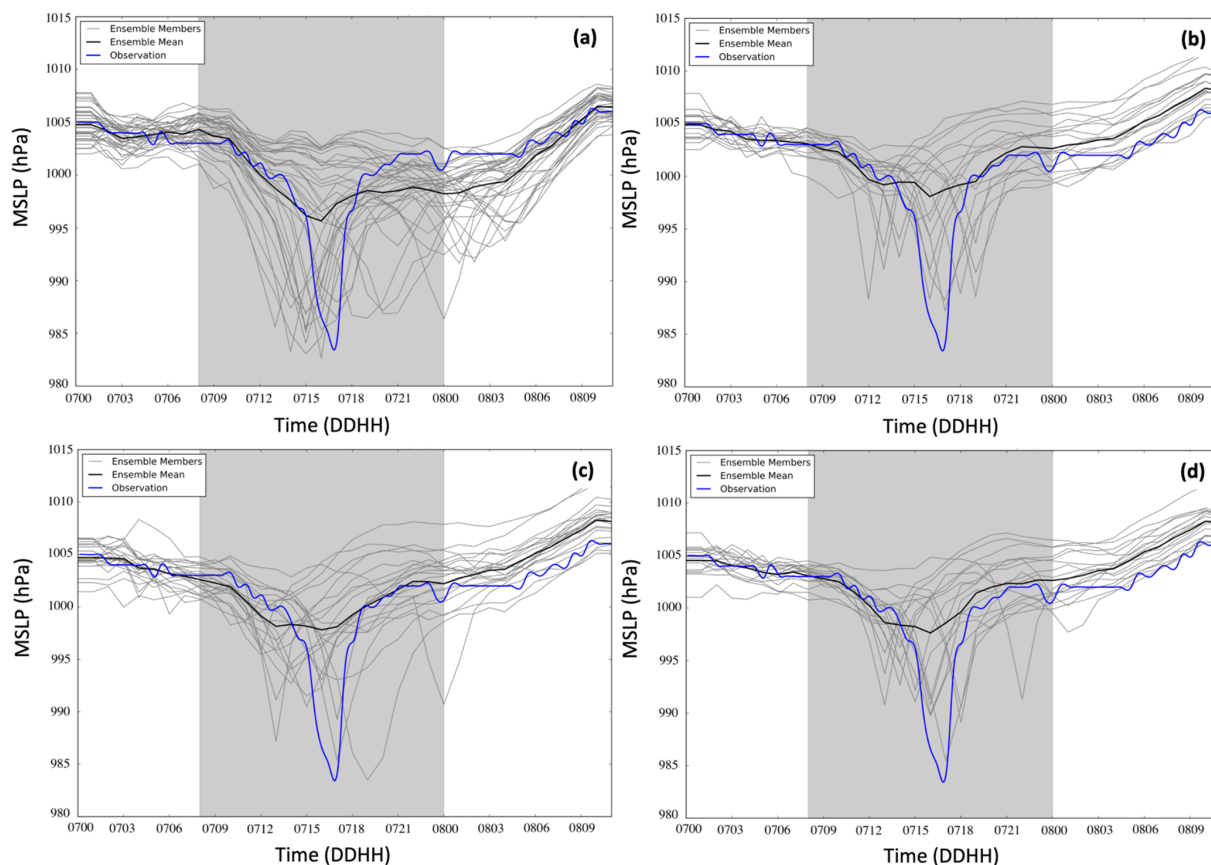 1015
1010
1005
1000
995
990
985
980
MSLP (hPa)
Ensemble Members
Ensemble Mean
Observation
(a)
0700 0703 0706 0709 0712 0715 0718 0721 0800 0803 0806 0809
Time (DDHH)
1015
1010
1005
1000
995
990
985
980
MSLP (hPa)
Ensemble Members
Ensemble Mean
Observation
(b)
0700 0703 0706 0709 0712 0715 0718 0721 0800 0803 0806 0809
Time (DDHH)
1015
1010
1005
1000
995
990
985
980
MSLP (hPa)
Ensemble Members
Ensemble Mean
Observation
(c)
0700 0703 0706 0709 0712 0715 0718 0721 0800 0803 0806 0809
Time (DDHH)
1015
1010
1005
1000
995
990
985
980
MSLP (hPa)
Ensemble Members
Ensemble Mean
Observation
(d)
0700 0703 0706 0709 0712 0715 0718 0721 0800 0803 0806 0809
Time (DDHH)